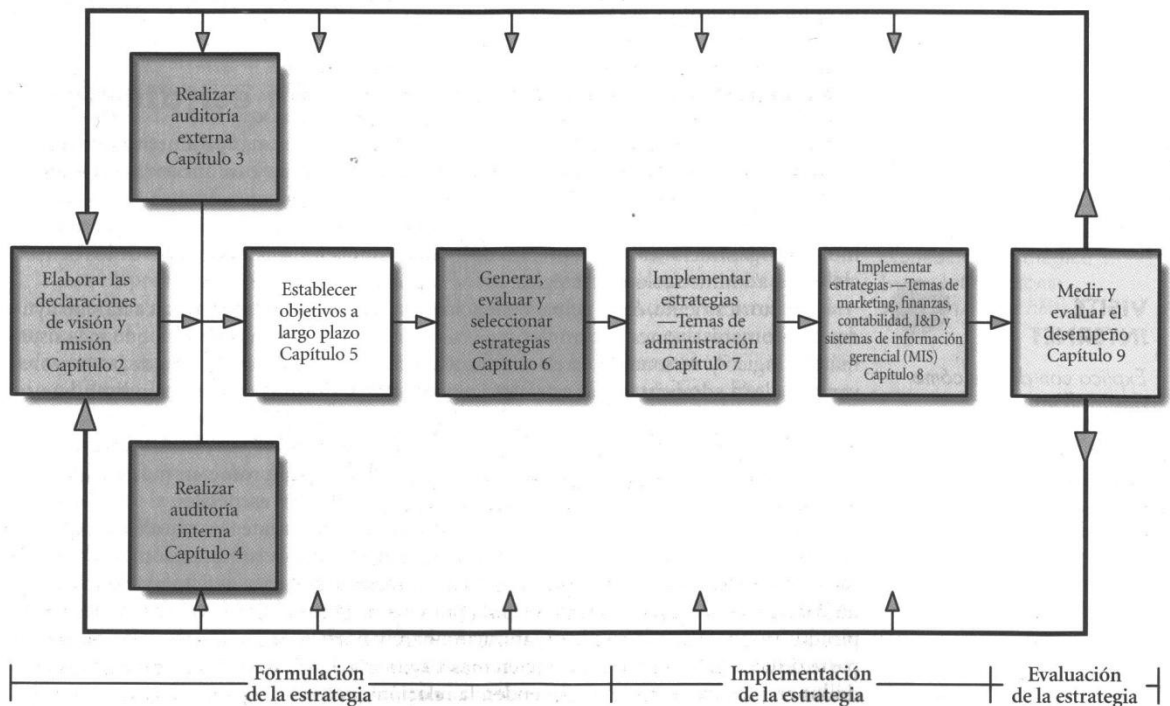 Realizar
auditoría
externa
Capítulo 3
Elaborar las
declaraciones
de visión y
misión
Capítulo 2
Establecer
objetivos a
largo plazo
Capítulo 5
Generar,
evaluar y
seleccionar
estrategias
Capítulo 6
Implementar
estrategias
—Temas de
administración
Capítulo 7
Implementar
estrategias —Temas
de marketing, finanzas,
contabilidad, I&D y
sistemas de información
gerencial (MIS)
Capítulo 8
Medir y
evaluar el
desempeño
Capítulo 9
Realizar
auditoría
interna
Capítulo 4
Formulación
de la estrategia
Implementación
de la estrategia
Evaluación
de la estrategia